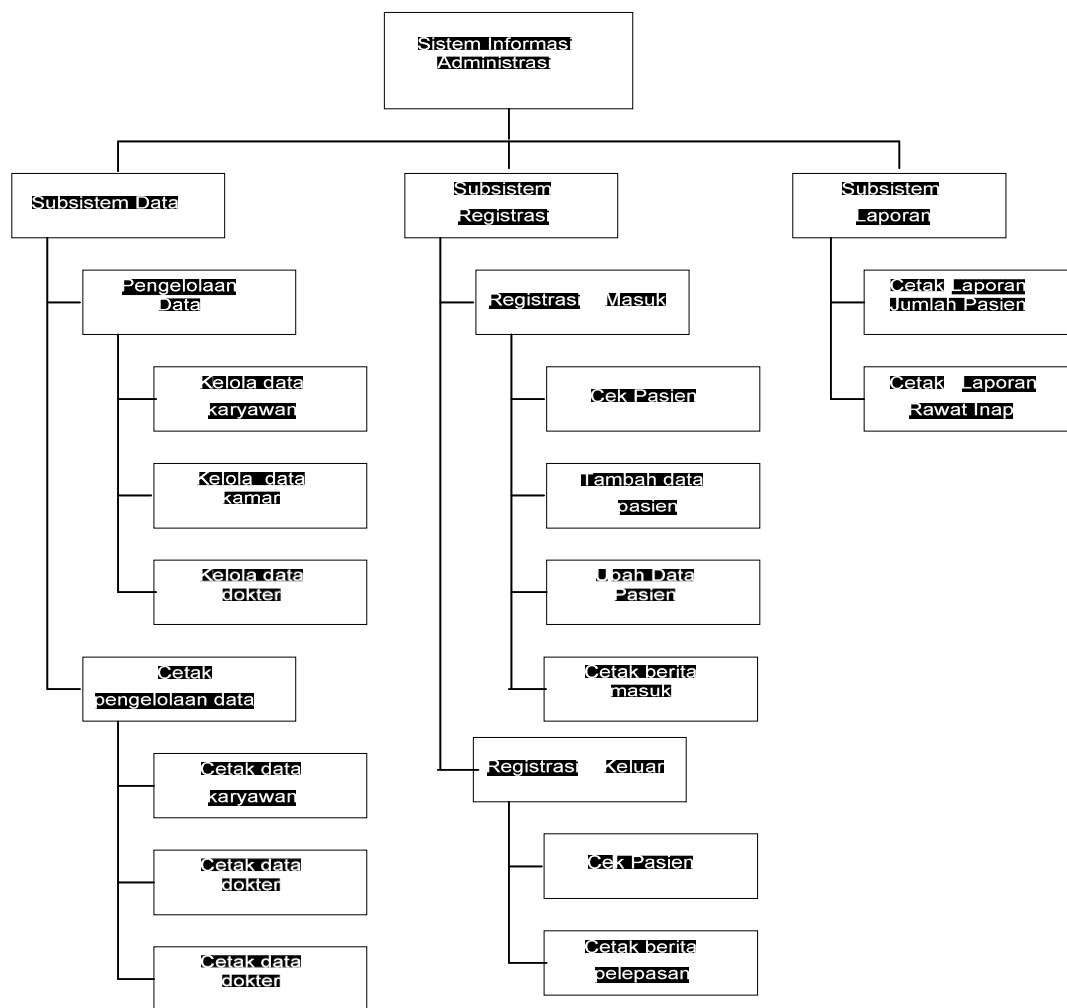 Sistem Informasi
Administrasi
Subsistem Data
Subsistem
Registrasi
Subsistem
Laporan
Pengelolaan
Data
Kelola data
karyawan
Kelola data
kamar
Kelola data
dokter
Cetak
pengelolaan data
Cetak data
karyawan
Cetak data
dokter
Cetak data
dokter
Registrasi Masuk
Cek Pasien
Tambah data
pasien
Ubah Data
Pasien
Cetak berita
masuk
Registrasi Keluar
Cek Pasien
Cetak berita
pelepasan
Cetak Laporan
Jumlah Pasien
Cetak Laporan
Rawat Inap